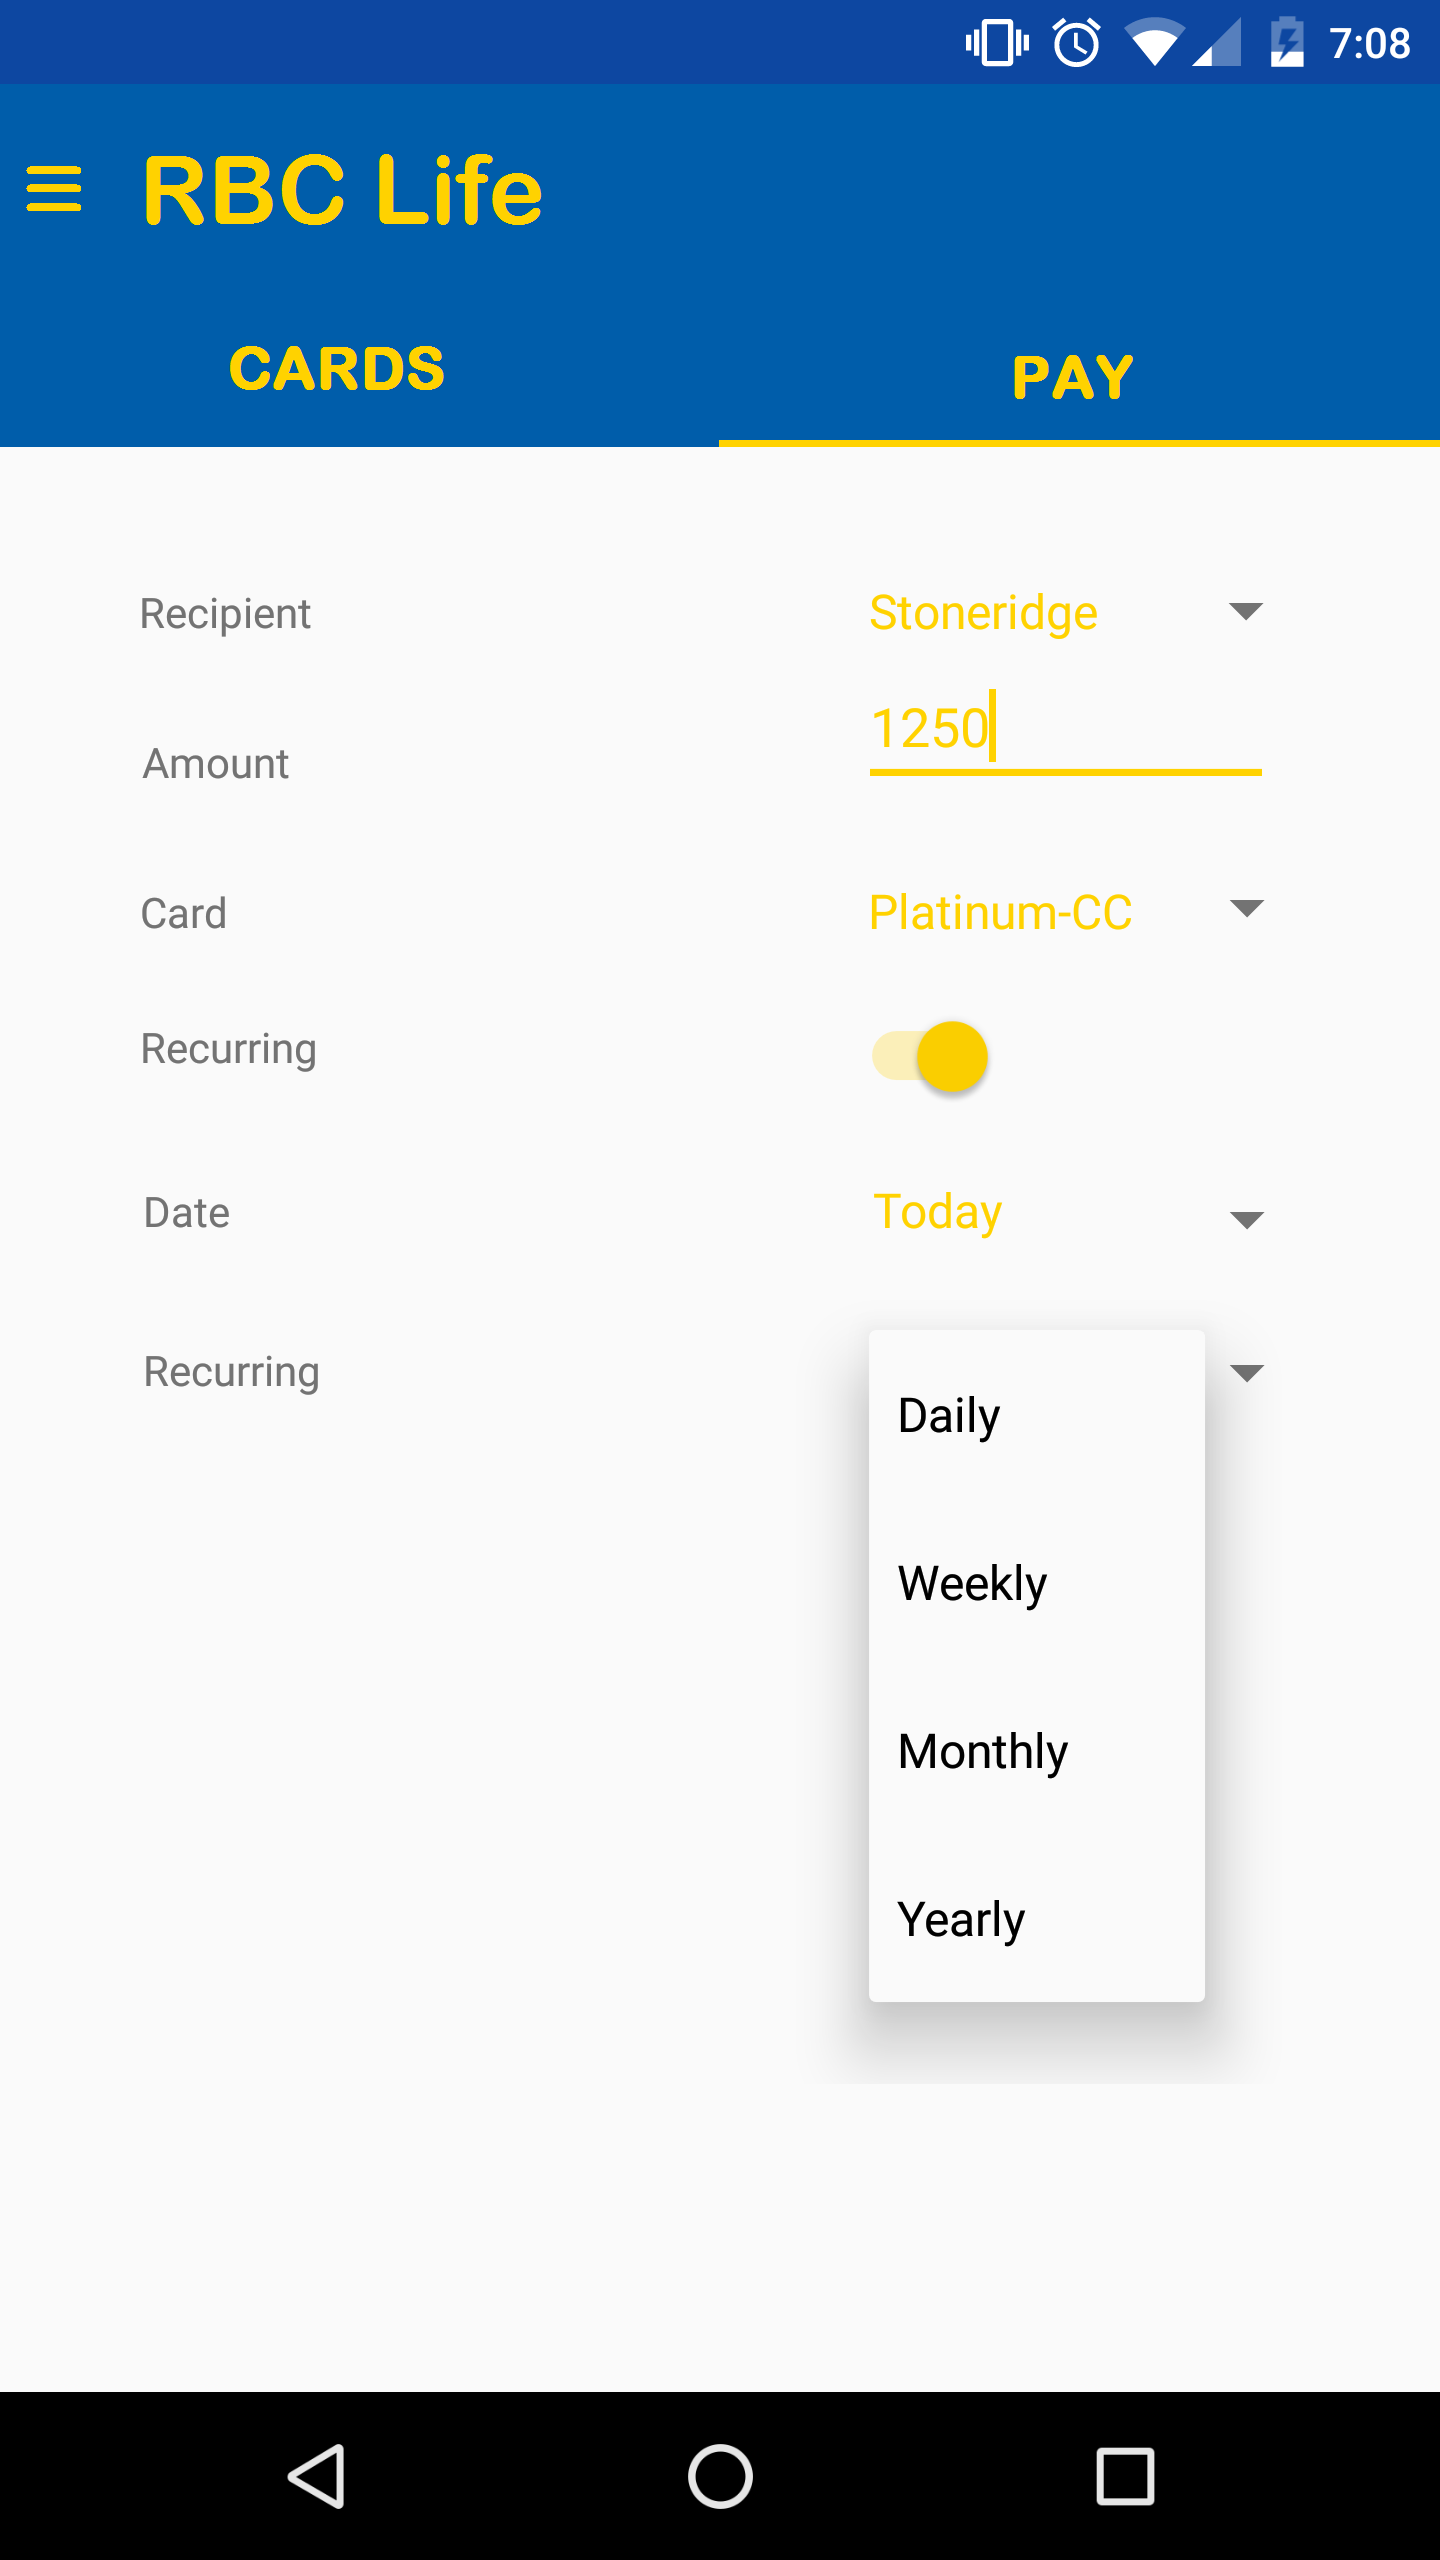 7:08
RBC Life
CARDS
PAY
Recipient
Stoneridge
Amount
1250
Card
Platinum-CC
Recurring
Date
Today
Recurring
Daily
Weekly
Monthly
Yearly